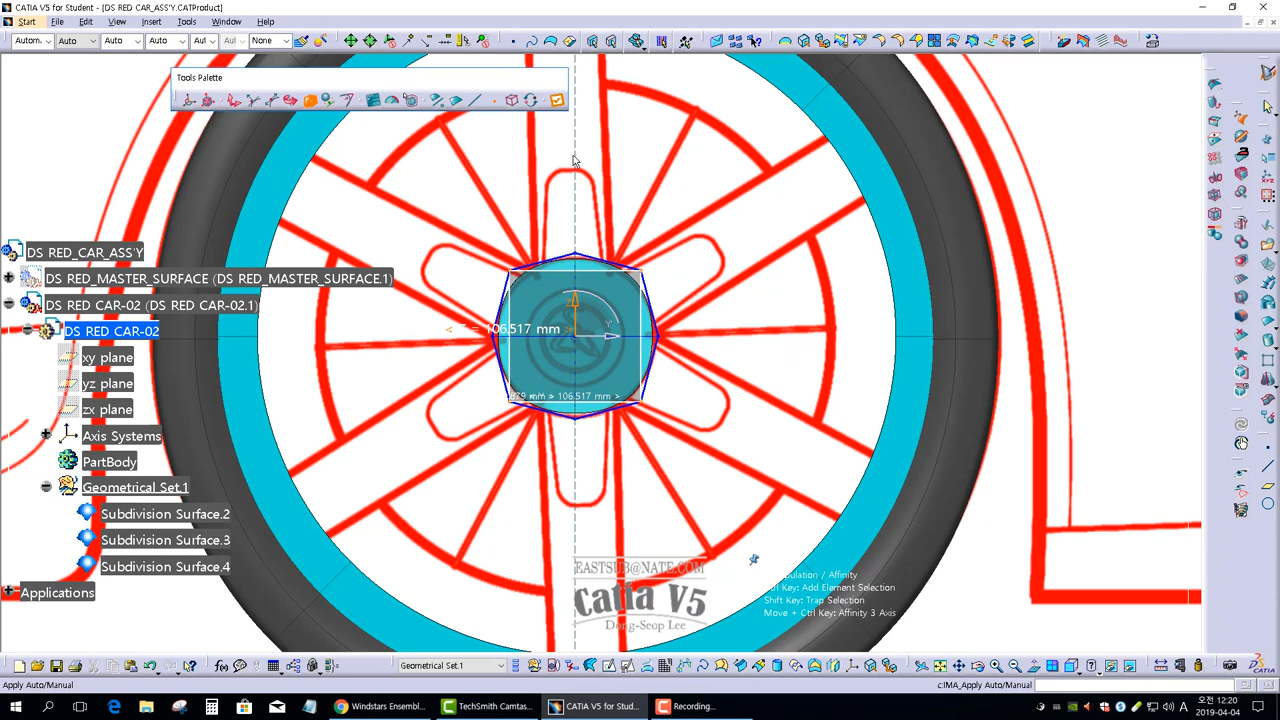 CATIA V5 for Student - [DS RED CAR_ASS'Y.CATProduct]
Start File Edit View Insert Tools Window Help
Autom. Auto Auto Auto Aut Aut None
Tools Palette
DS RED_CAR_ASS'Y
DS RED_MASTER_SURFACE (DS RED_MASTER_SURFACE.1)
DS RED CAR-02 (DS RED CAR-02.1)
DS RED CAR-02
xy plane
yz plane
zx plane
Axis Systems
PartBody
Geometrical Set.1
Subdivision Surface.2
Subdivision Surface.3
Subdivision Surface.4
Applications
= 106.517 mm >
= 106.517 mm >
Z
Y
EASTSUB@NATE.COM
Catia V5
Dong-Seop Lee
/ Affinity
Key: Add Element Selection
Shift Key: Trap Selection
Move + Ctrl Key: Affinity 3 Axis
Geometrical Set.1
Apply Auto/Manual
c:IMA_Apply Auto/Manual
Windstars Ensembl...
TechSmith Camtas...
CATIA V5 for Stud...
Recording...
A
오전 12:20
2019-04-04